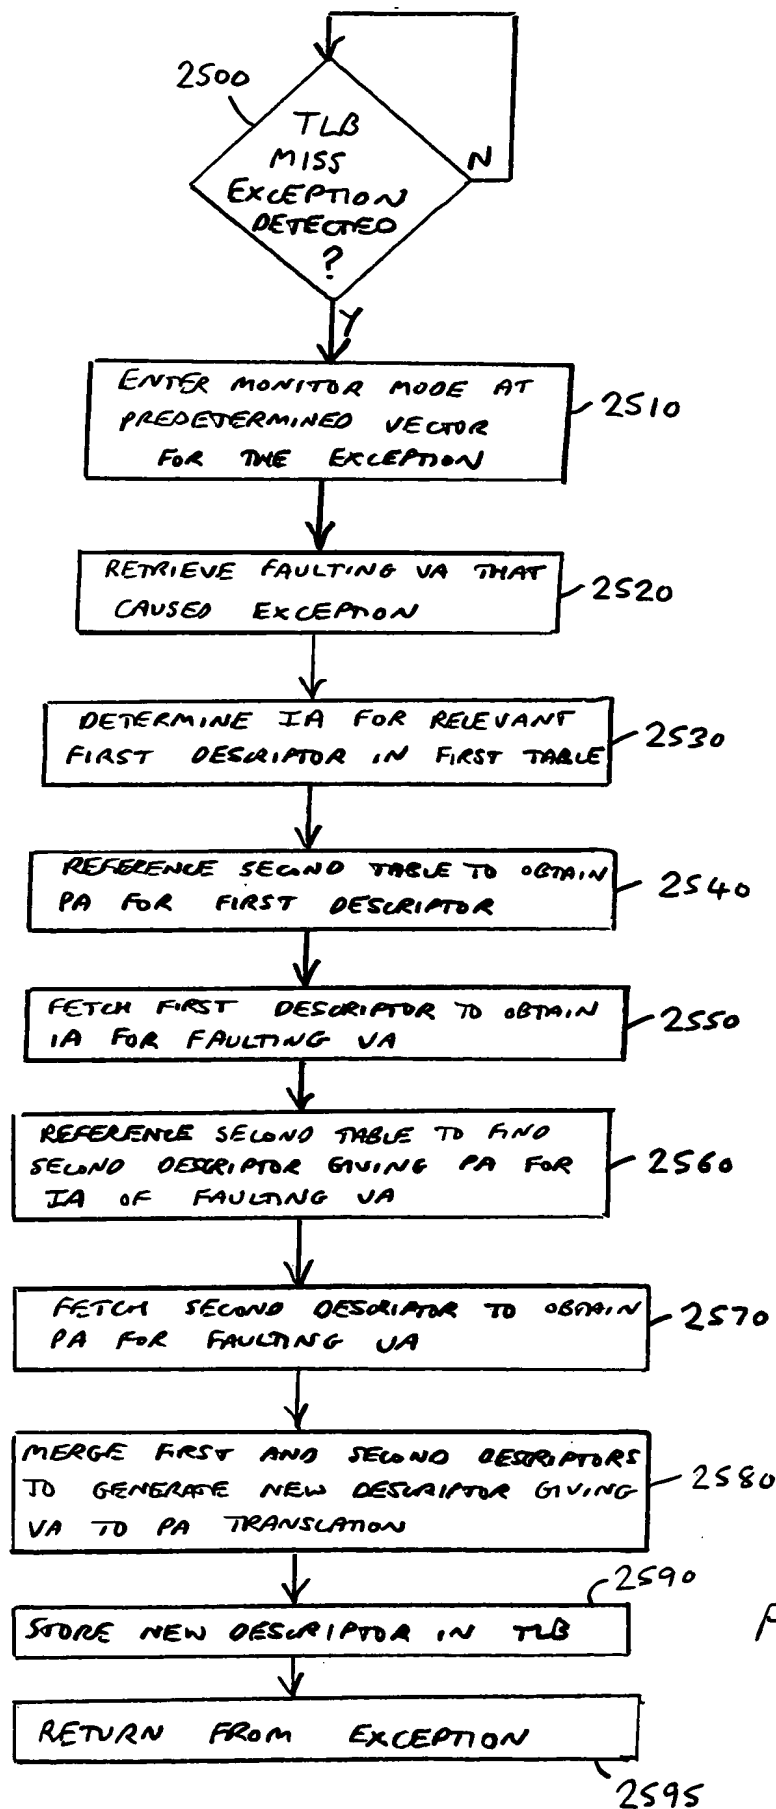 2500
TLB
MISS
EXCEPTION
DETECTED
?
N
Y
ENTER MONITOR MODE AT
PREDETERMINED VECTOR
FOR THE EXCEPTION
2510
RETRIEVE FAULTING VA THAT
CAUSED EXCEPTION
2520
DETERMINE IA FOR RELEVANT
FIRST DESCRIPTOR IN FIRST TABLE
2530
REFERENCE SECOND TABLE TO OBTAIN
PA FOR FIRST DESCRIPTOR
2540
FETCH FIRST DESCRIPTOR TO OBTAIN
IA FOR FAULTING VA
2550
REFERENCE SECOND TABLE TO FIND
SECOND DESCRIPTOR GIVING PA FOR
IA OF FAULTING VA
2560
FETCH SECOND DESCRIPTOR TO OBTAIN
PA FOR FAULTING VA
2570
MERGE FIRST AND SECOND DESCRIPTORS
TO GENERATE NEW DESCRIPTOR GIVING
VA TO PA TRANSLATION
2580
2590
STORE NEW DESCRIPTOR IN TLB
RETURN FROM EXCEPTION
2595